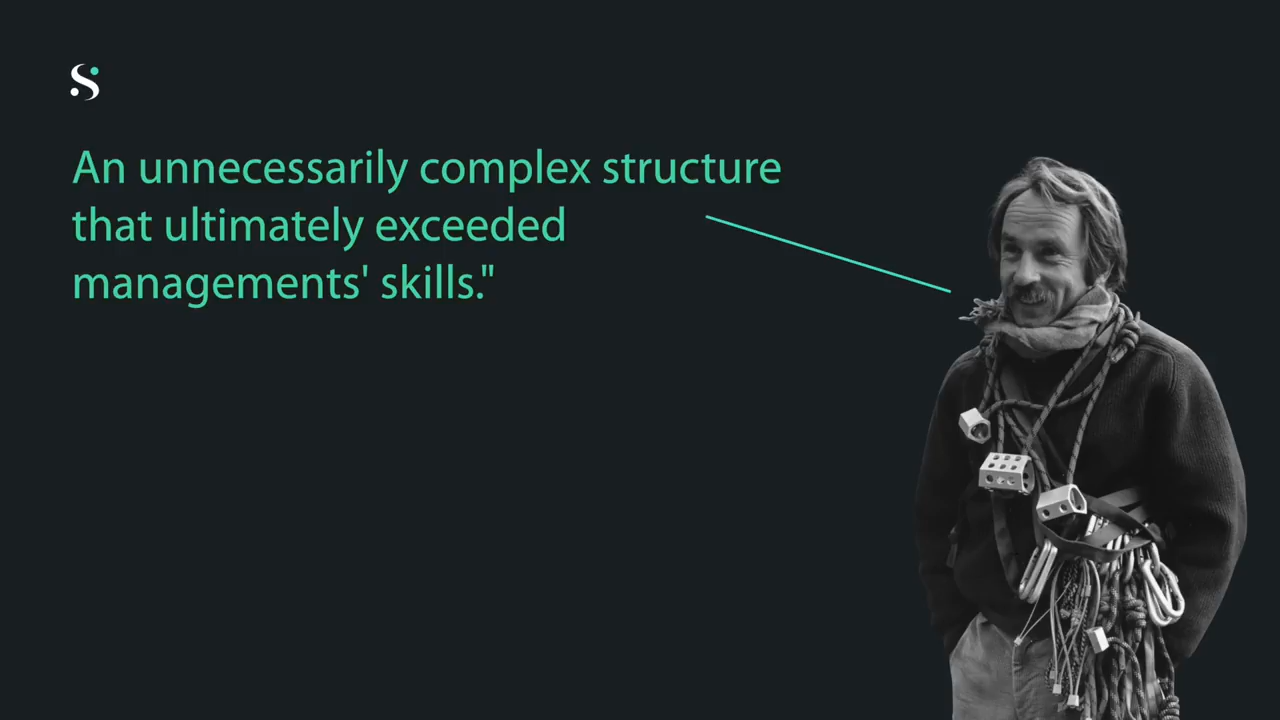 An unnecessarily complex structure
that ultimately exceeded
managements' skills."